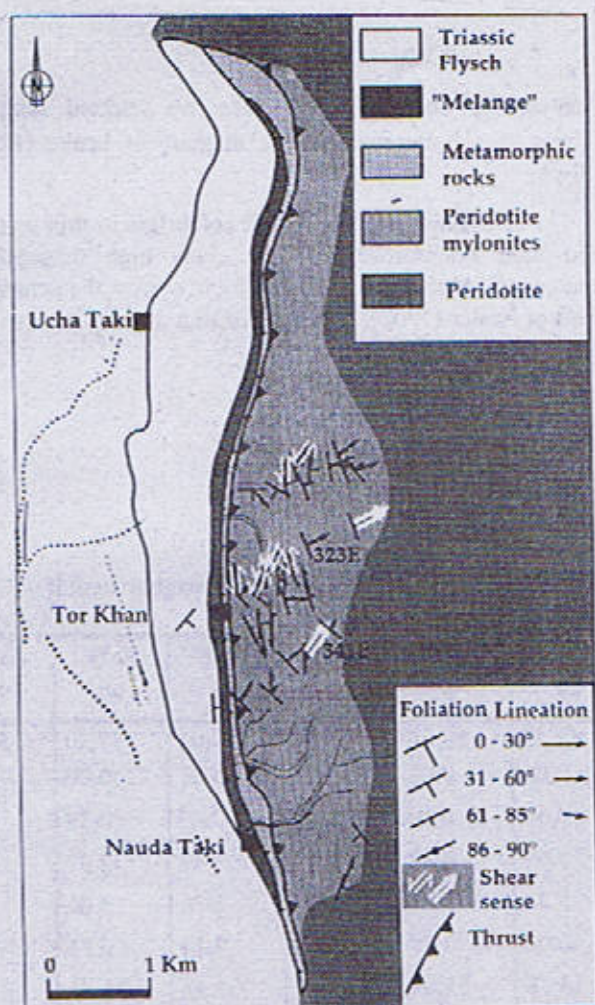 N
Triassic
Flysch
"Melange"
Metamorphic
rocks
Peridotite
mylonites
Peridotite
Ucha Taki
323E
Tor Khan
Nauda Taki
Foliation Lineation
0 - 30°
31 - 60°
61 - 85°
86 - 90°
Shear
sense
Thrust
0 1 Km